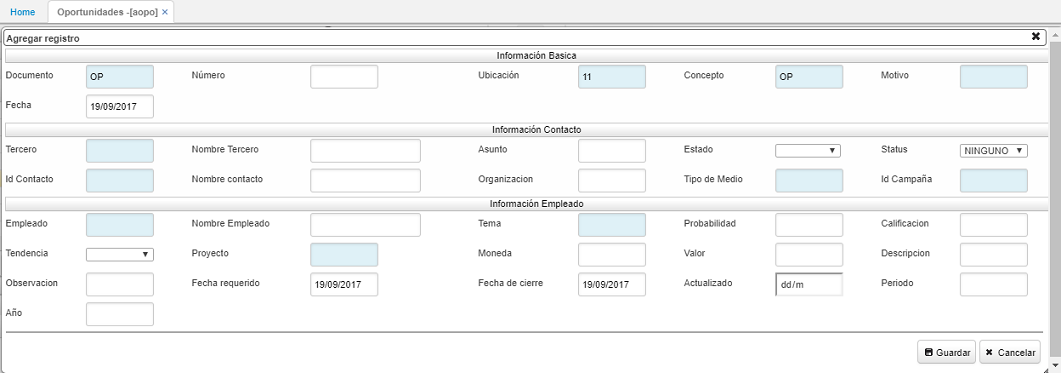 Home Oportunidades -[aopo] ×
Agregar registro ✖
Información Basica
Documento OP Número Ubicación 11 Concepto OP Motivo
Fecha 19/09/2017
Información Contacto
Tercero Nombre Tercero Asunto Estado Status NINGUNO
Id Contacto Nombre contacto Organizacion Tipo de Medio Id Campaña
Información Empleado
Empleado Nombre Empleado Tema Probabilidad Calificacion
Tendencia Proyecto Moneda Valor Descripcion
Observacion Fecha requerido 19/09/2017 Fecha de cierre 19/09/2017 Actualizado dd/m Periodo
Año
Guardar ✖ Cancelar